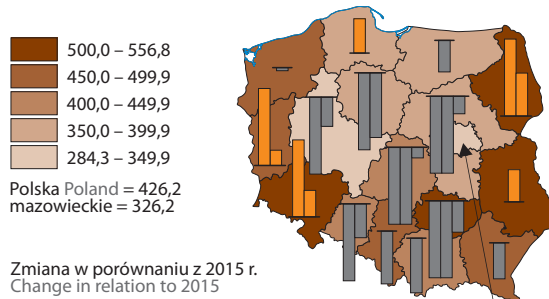 500,0 – 556,8
450,0 – 499,9
400,0 – 449,9
350,0 – 399,9
284,3 – 349,9
Polska Poland = 426,2
mazowieckie = 326,2
Zmiana w porównaniu z 2015 r.
Change in relation to 2015